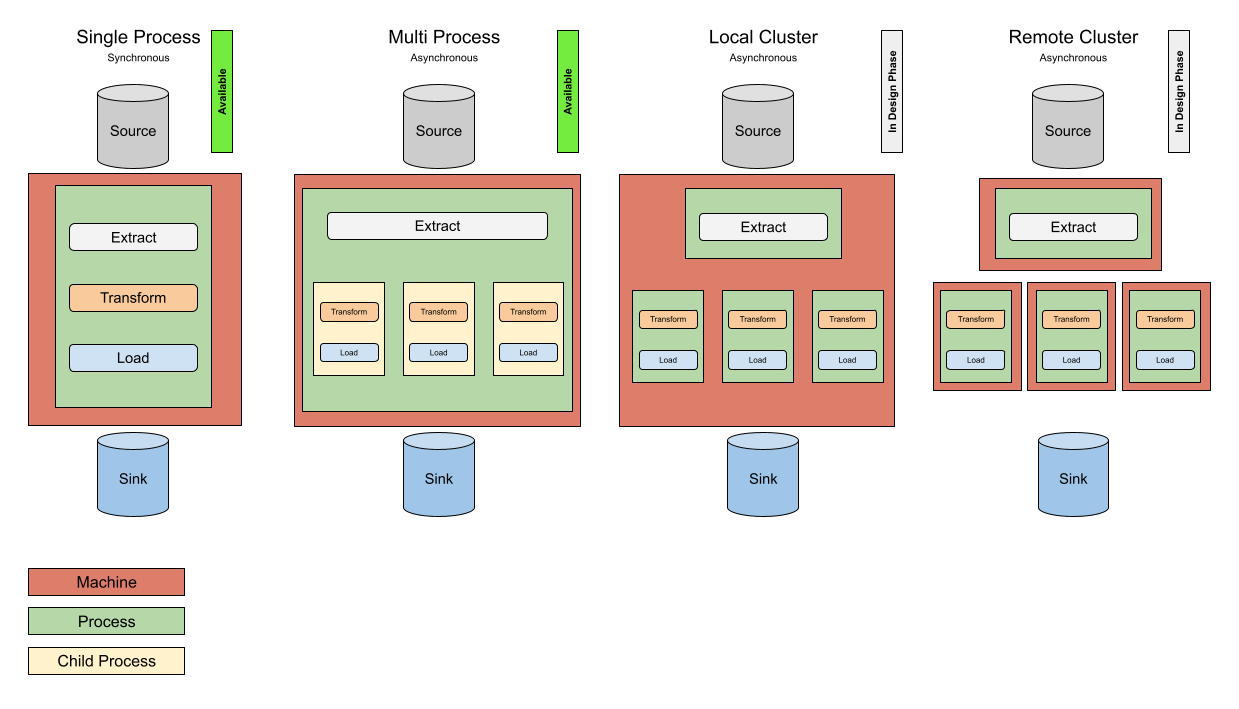 Single Process
Synchronous
Available
Source
Extract
Transform
Load
Sink
Multi Process
Asynchronous
Available
Source
Extract
Transform
Transform
Transform
Load
Load
Load
Sink
Local Cluster
Asynchronous
In Design Phase
Source
Extract
Transform
Transform
Transform
Load
Load
Load
Sink
Remote Cluster
Asynchronous
In Design Phase
Source
Extract
Transform
Transform
Transform
Load
Load
Load
Sink
Machine
Process
Child Process